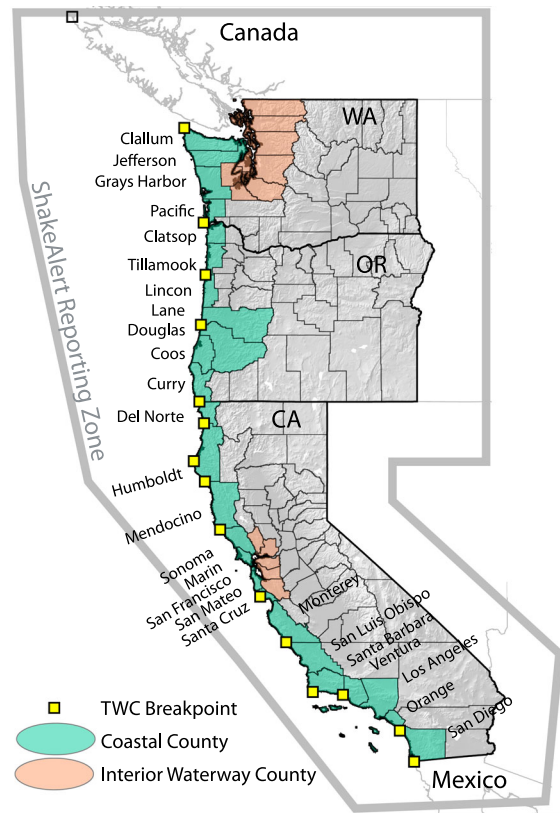 Canada
WA
Clallum
Jefferson
Grays Harbor
Pacific
Clatsop
OR
Tillamook
Lincon
Lane
Douglas
Coos
Curry
Del Norte
CA
ShakeAlert Reporting Zone
Humboldt
Mendocino
Sonoma
Marin
San Francisco
San Mateo
Santa Cruz
Monterey
San Luis Obispo
Santa Barbara
Ventura
Los Angeles
Orange
San Diego
TWC Breakpoint
Coastal County
Interior Waterway County
Mexico